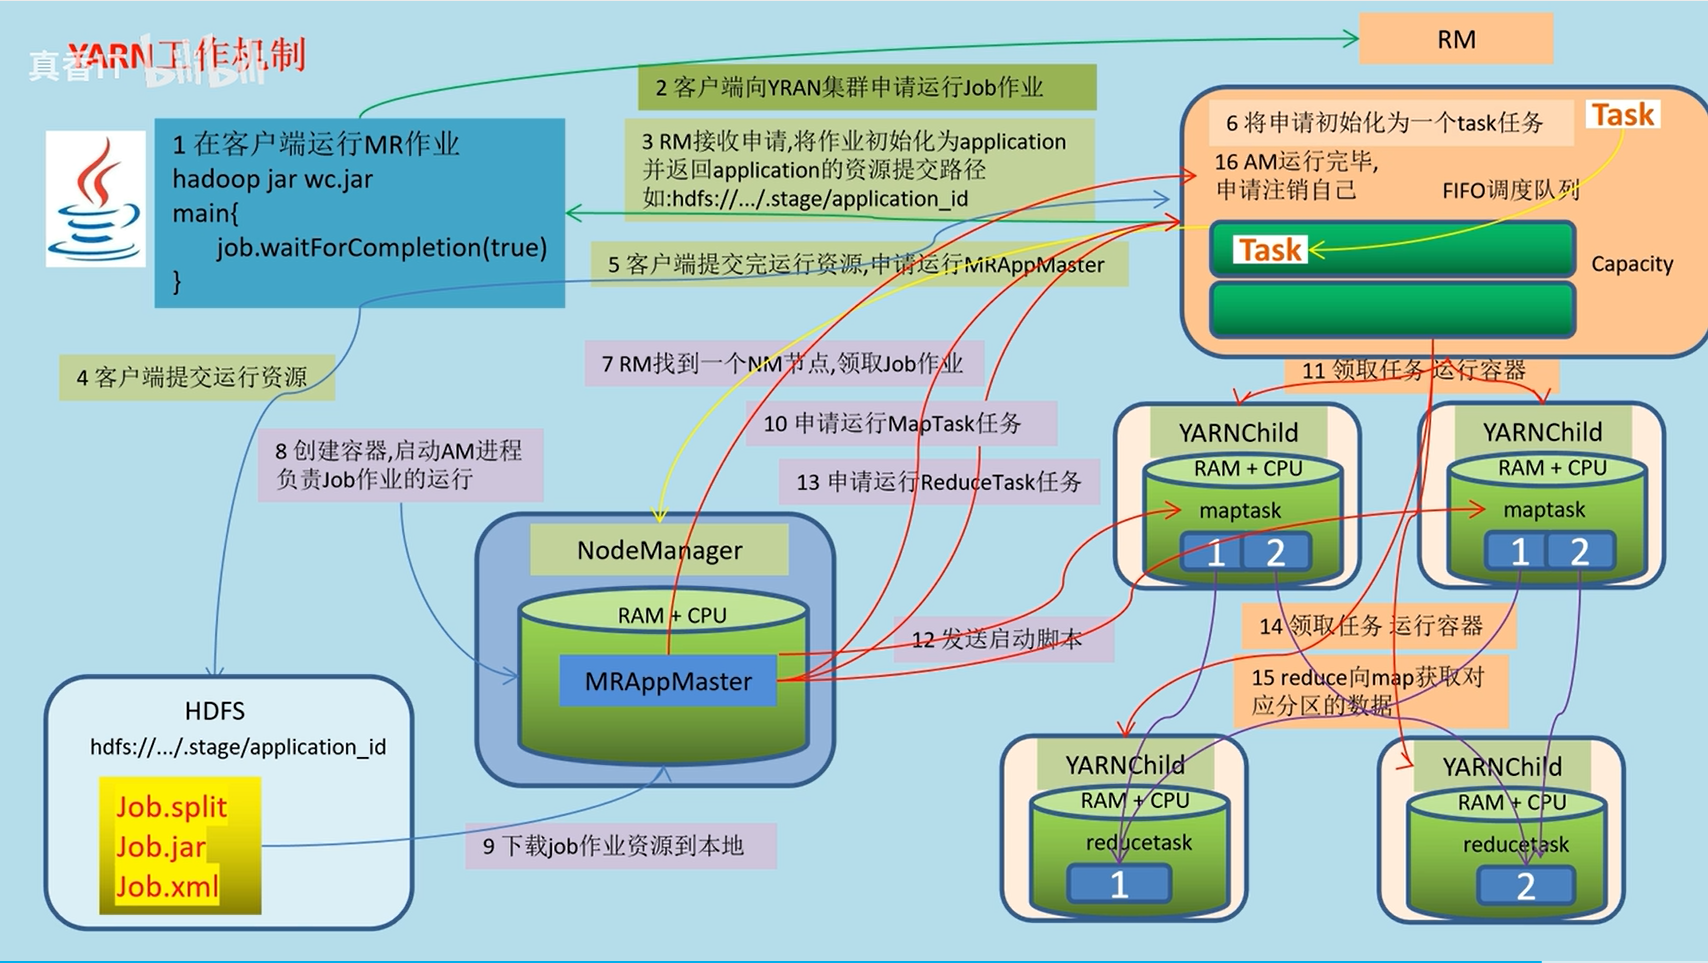 YARN工作机制
真香IT bilibili
RM
2 客户端向YRAN集群申请运行Job作业
1 在客户端运行MR作业
hadoop jar wc.jar
main{
job.waitForCompletion(true)
}
3 RM接收申请,将作业初始化为application
并返回application的资源提交路径
如:hdfs://.../.stage/application_id
6 将申请初始化为一个task任务
Task
16 AM运行完毕,
申请注销自己
FIFO调度队列
Task
Capacity
5 客户端提交完运行资源,申请运行MRAppMaster
4 客户端提交运行资源
7 RM找到一个NM节点,领取Job作业
11 领取任务 运行容器
10 申请运行MapTask任务
8 创建容器,启动AM进程
负责Job作业的运行
13 申请运行ReduceTask任务
YARNChild
RAM + CPU
maptask
1 2
YARNChild
RAM + CPU
maptask
1 2
NodeManager
RAM + CPU
MRAppMaster
12 发送启动脚本
14 领取任务 运行容器
15 reduce向map获取对
应分区的数据
HDFS
hdfs://.../.stage/application_id
Job.split
Job.jar
Job.xml
9 下载job作业资源到本地
YARNChild
RAM + CPU
reducetask
1
YARNChild
RAM + CPU
reducetask
2